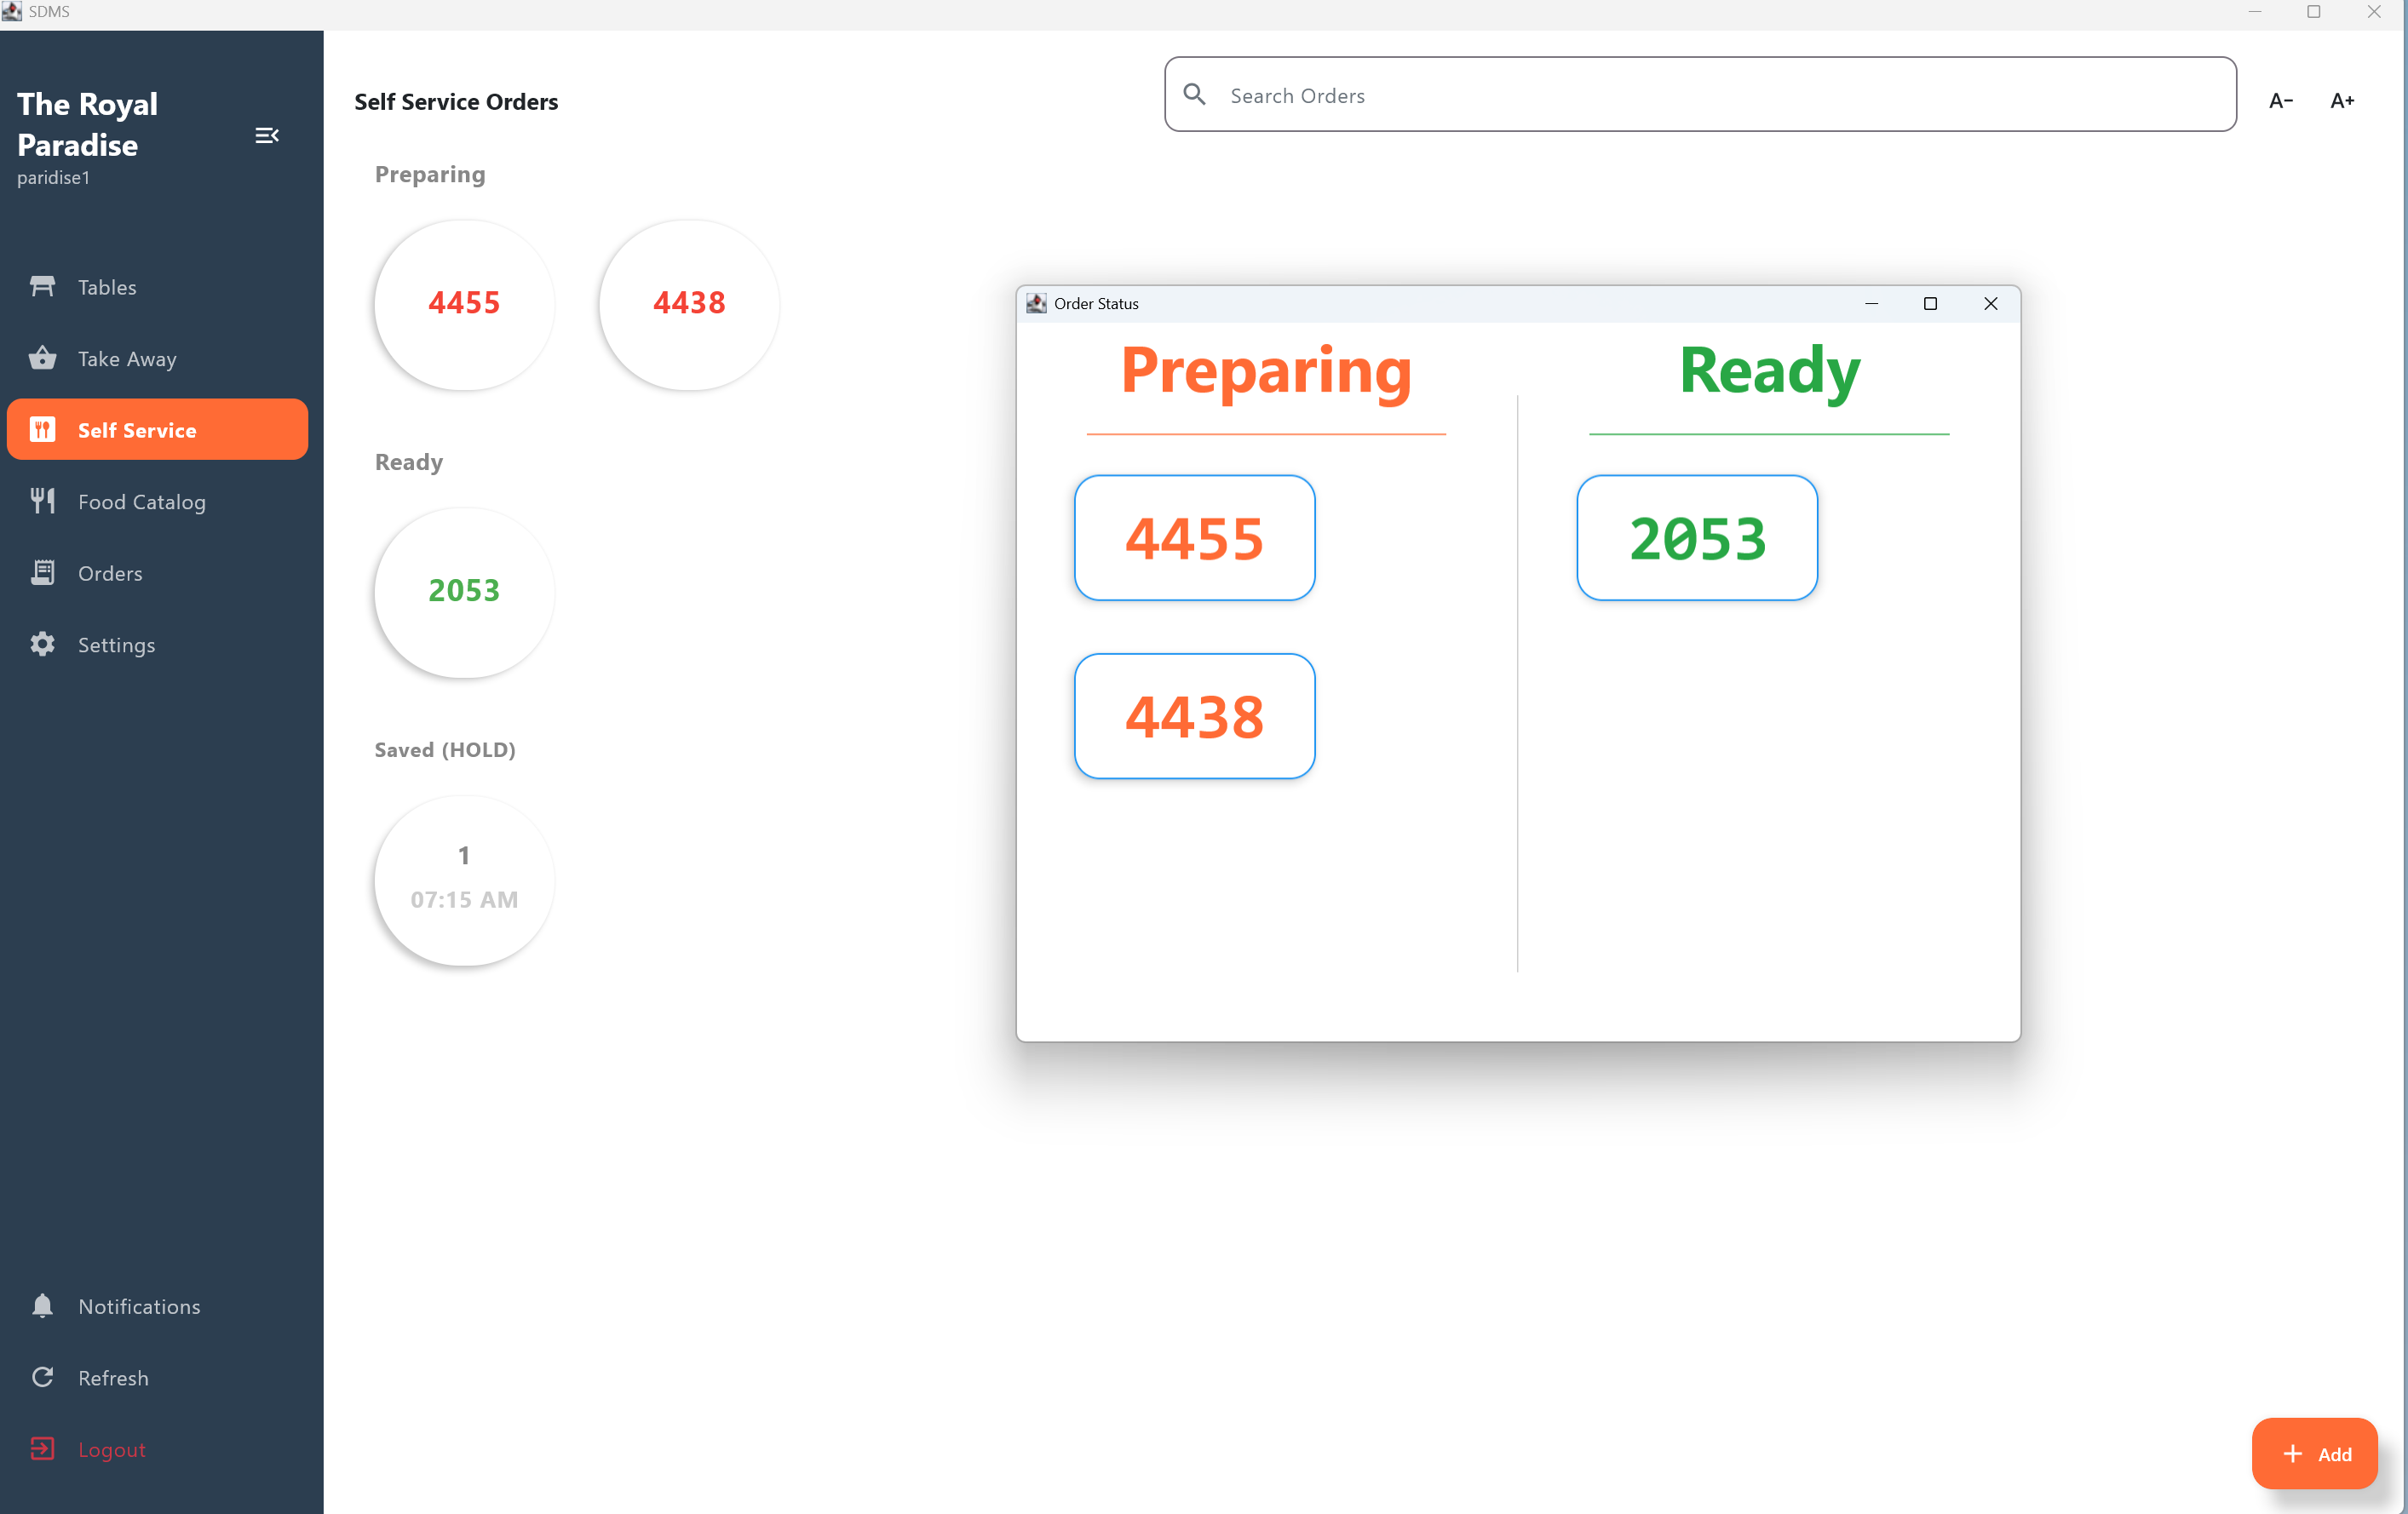 SDMS
The Royal
Paradise
paridise1
Tables
Take Away
Self Service
Food Catalog
Orders
Settings
Notifications
Refresh
Logout
Self Service Orders
Search Orders
A-
A+
Preparing
4455
4438
Ready
2053
Saved (HOLD)
1
07:15 AM
Order Status
Preparing
Ready
4455
2053
4438
+ Add